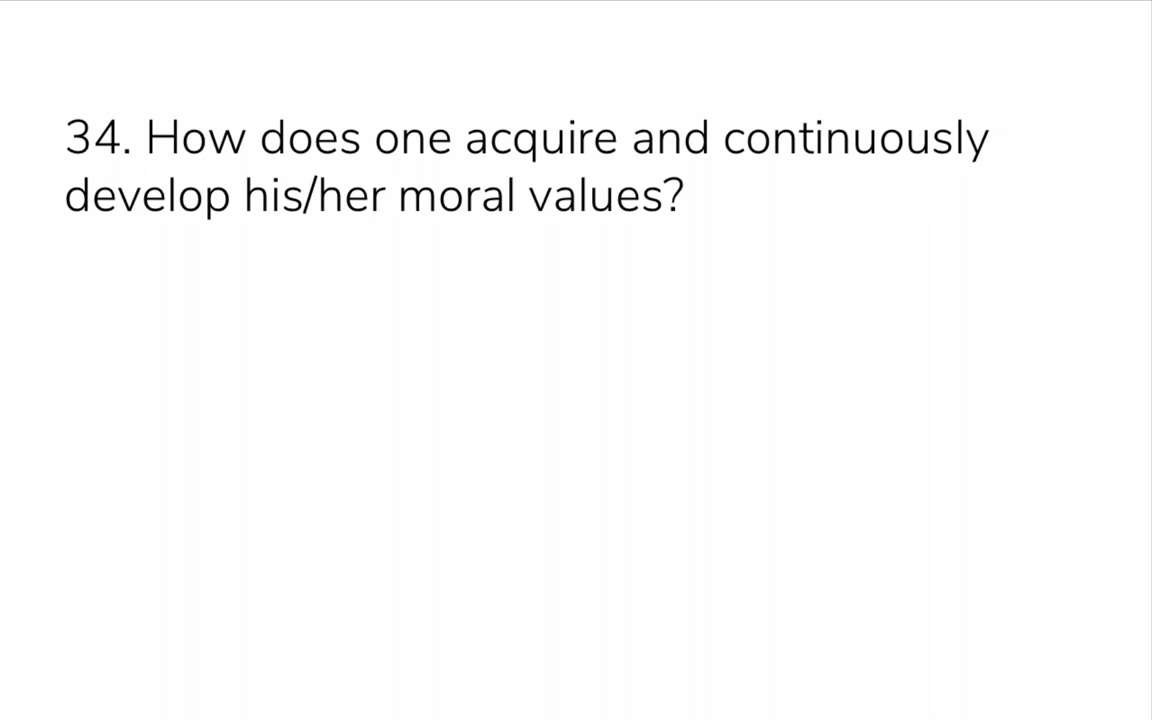 34. How does one acquire and continuously
develop his/her moral values?